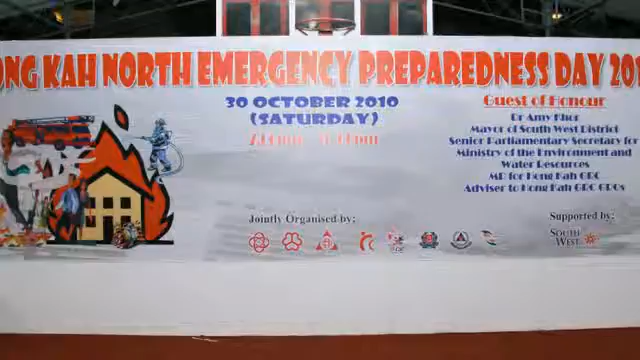 ONG KAH NORTH EMERGENCY PREPAREDNESS DAY 20
30 OCTOBER 2010
(SATURDAY)
Guest of Honour
Dr Amy Khor
Mayor of South West District
Senior Parliamentary Secretary for
Ministry of the Environment and
Water Resources
MP for Hong Kah GRC
Adviser to Hong Kah GRC GROs
Jointly Organised by:
Supported by:
SOUTH
WEST